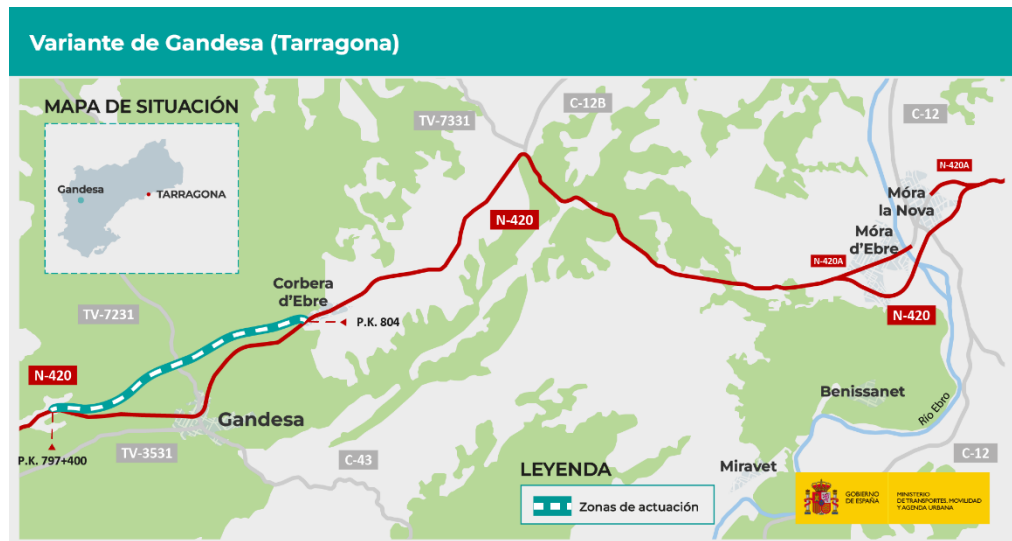 Variante de Gandesa (Tarragona)
MAPA DE SITUACIÓN
Gandesa
TARRAGONA
TV-7331
C-12B
C-12
N-420A
Móra
la Nova
Móra
d'Ebre
N-420A
N-420
N-420
Corbera
d'Ebre
P.K. 804
TV-7231
N-420
Gandesa
P.K. 797+400
TV-3531
C-43
Benissanet
Río Ebro
Miravet
C-12
LEYENDA
Zonas de actuación
GOBIERNO
DE ESPAÑA
MINISTERIO
DE TRANSPORTES, MOVILIDAD
Y AGENDA URBANA